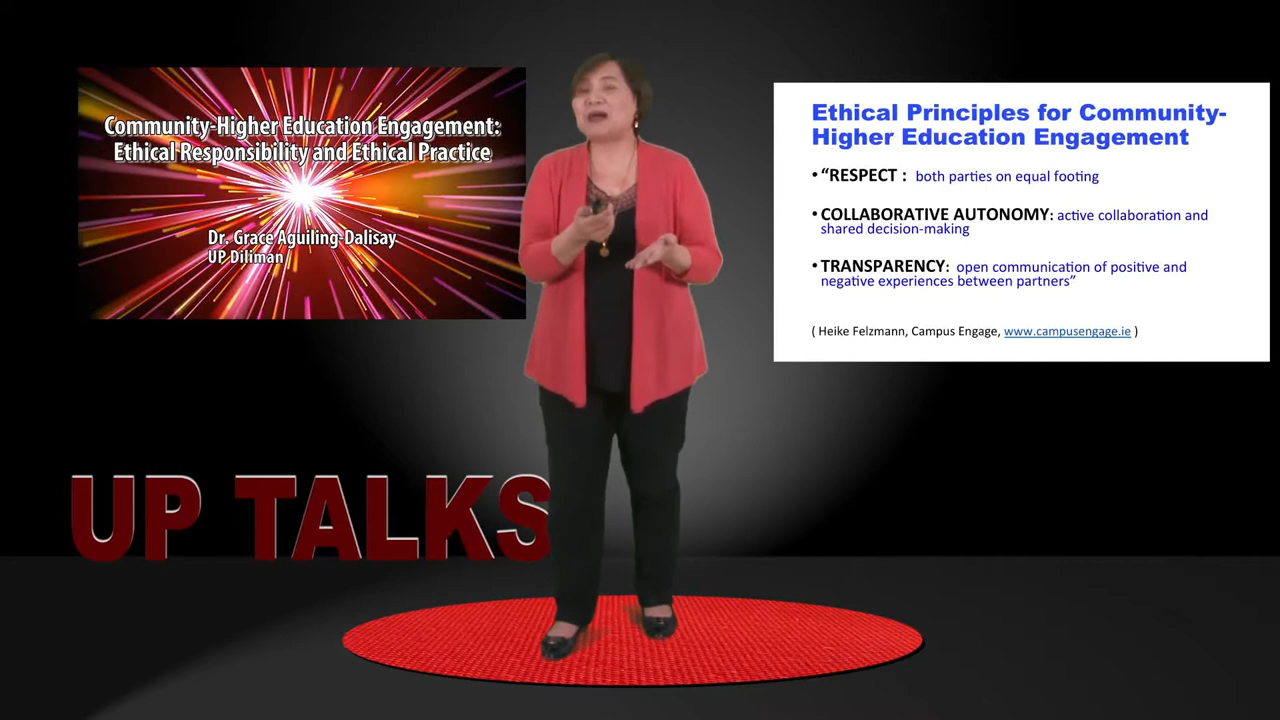 Community-Higher Education Engagement:
Ethical Responsibility and Ethical Practice
Dr. Grace Aguiling-Dalisay
UP Diliman
Ethical Principles for Community-
Higher Education Engagement
• “RESPECT : both parties on equal footing
• COLLABORATIVE AUTONOMY: active collaboration and
shared decision-making
• TRANSPARENCY: open communication of positive and
negative experiences between partners”
( Heike Felzmann, Campus Engage, www.campusengage.ie )
UP TALKS